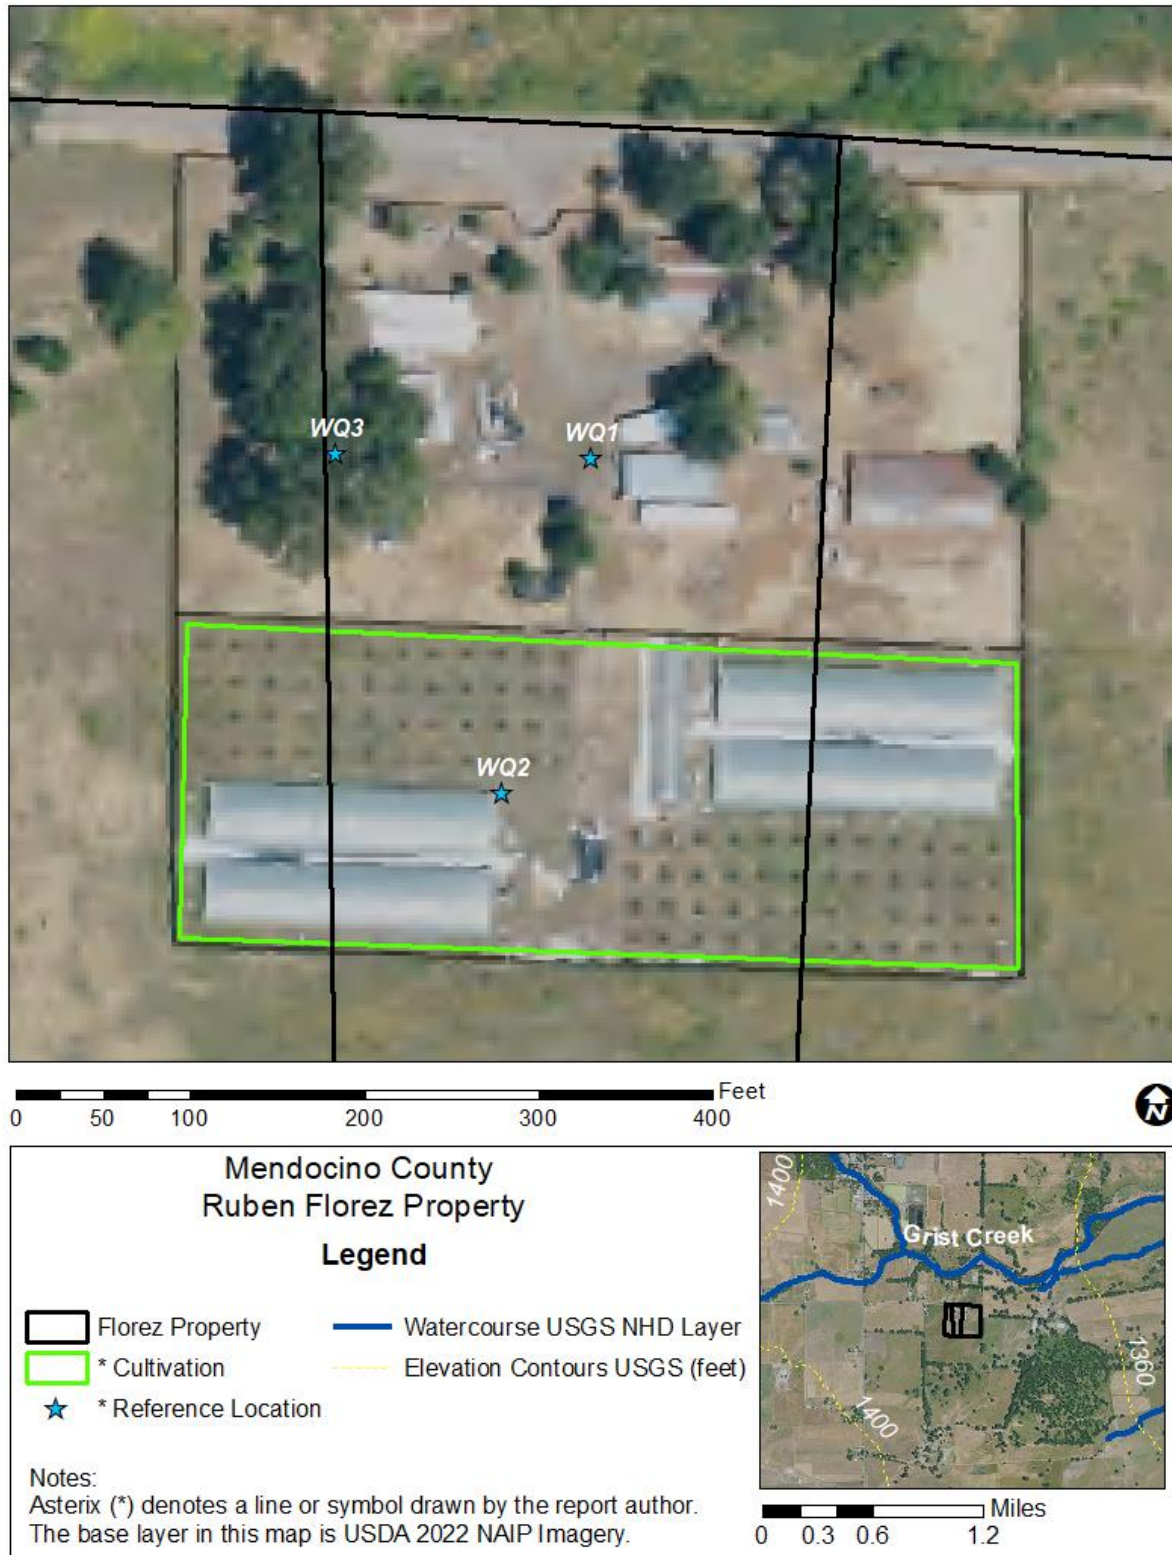 WQ3
WQ1
WQ2
Feet
0 50 100 200 300 400
N
Mendocino County
Ruben Florez Property
Legend
Florez Property
Watercourse USGS NHD Layer
* Cultivation
Elevation Contours USGS (feet)
* Reference Location
Notes:
Asterix (*) denotes a line or symbol drawn by the report author.
The base layer in this map is USDA 2022 NAIP Imagery.
1400
Grist Creek
1360
1400
Miles
0 0.3 0.6 1.2